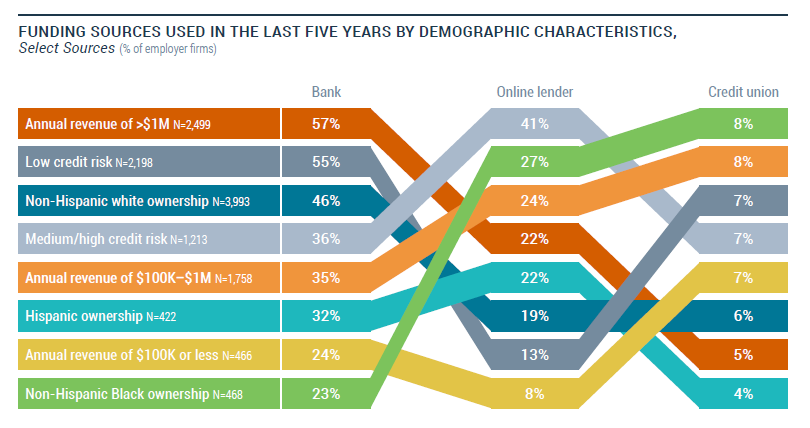 FUNDING SOURCES USED IN THE LAST FIVE YEARS BY DEMOGRAPHIC CHARACTERISTICS,
Select Sources (% of employer firms)
Bank Online lender Credit union
Annual revenue of >$1M N=2,499 57% 41% 8%
Low credit risk N=2,198 55% 27% 8%
Non-Hispanic white ownership N=3,993 46% 24% 7%
Medium/high credit risk N=1,213 36% 22% 7%
Annual revenue of $100K–$1M N=1,758 35% 22% 7%
Hispanic ownership N=422 32% 19% 6%
Annual revenue of $100K or less N=466 24% 13% 5%
Non-Hispanic Black ownership N=468 23% 8% 4%